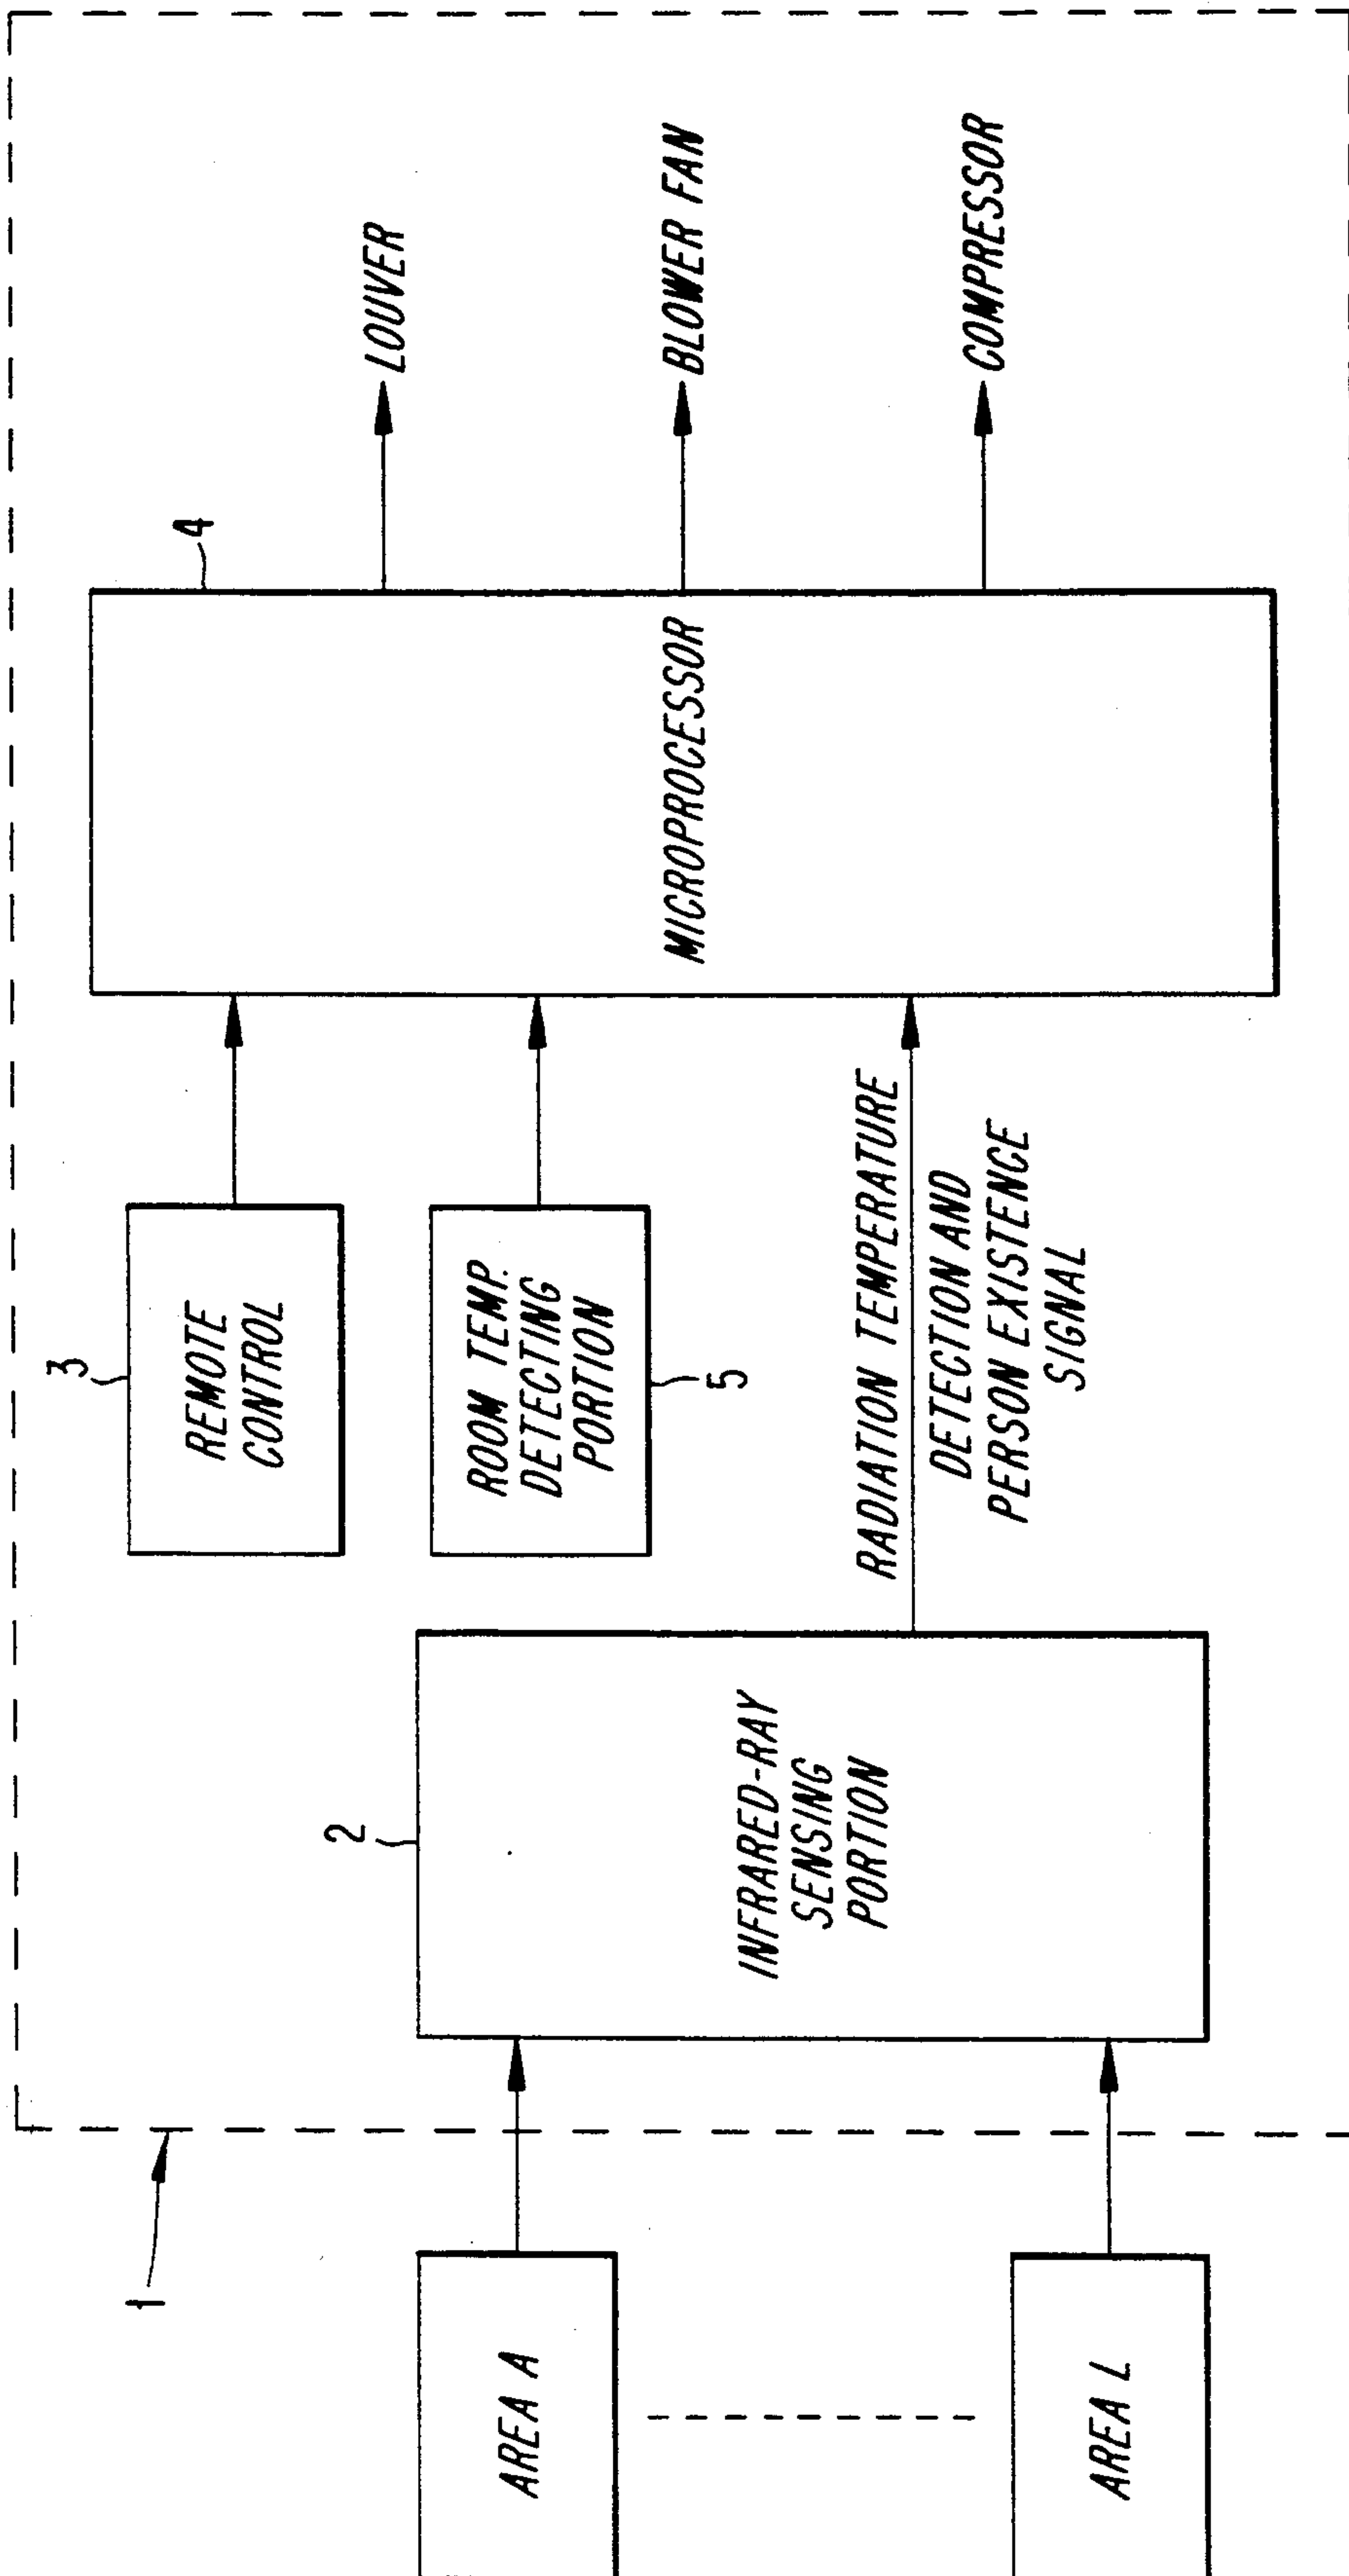 1
AREA A
AREA L
2
INFRARED-RAY
SENSING
PORTION
3
REMOTE
CONTROL
ROOM TEMP.
DETECTING
PORTION
5
RADIATION TEMPERATURE
DETECTION AND
PERSON EXISTENCE
SIGNAL
4
MICROPROCESSOR
LOUVER
BLOWER FAN
COMPRESSOR